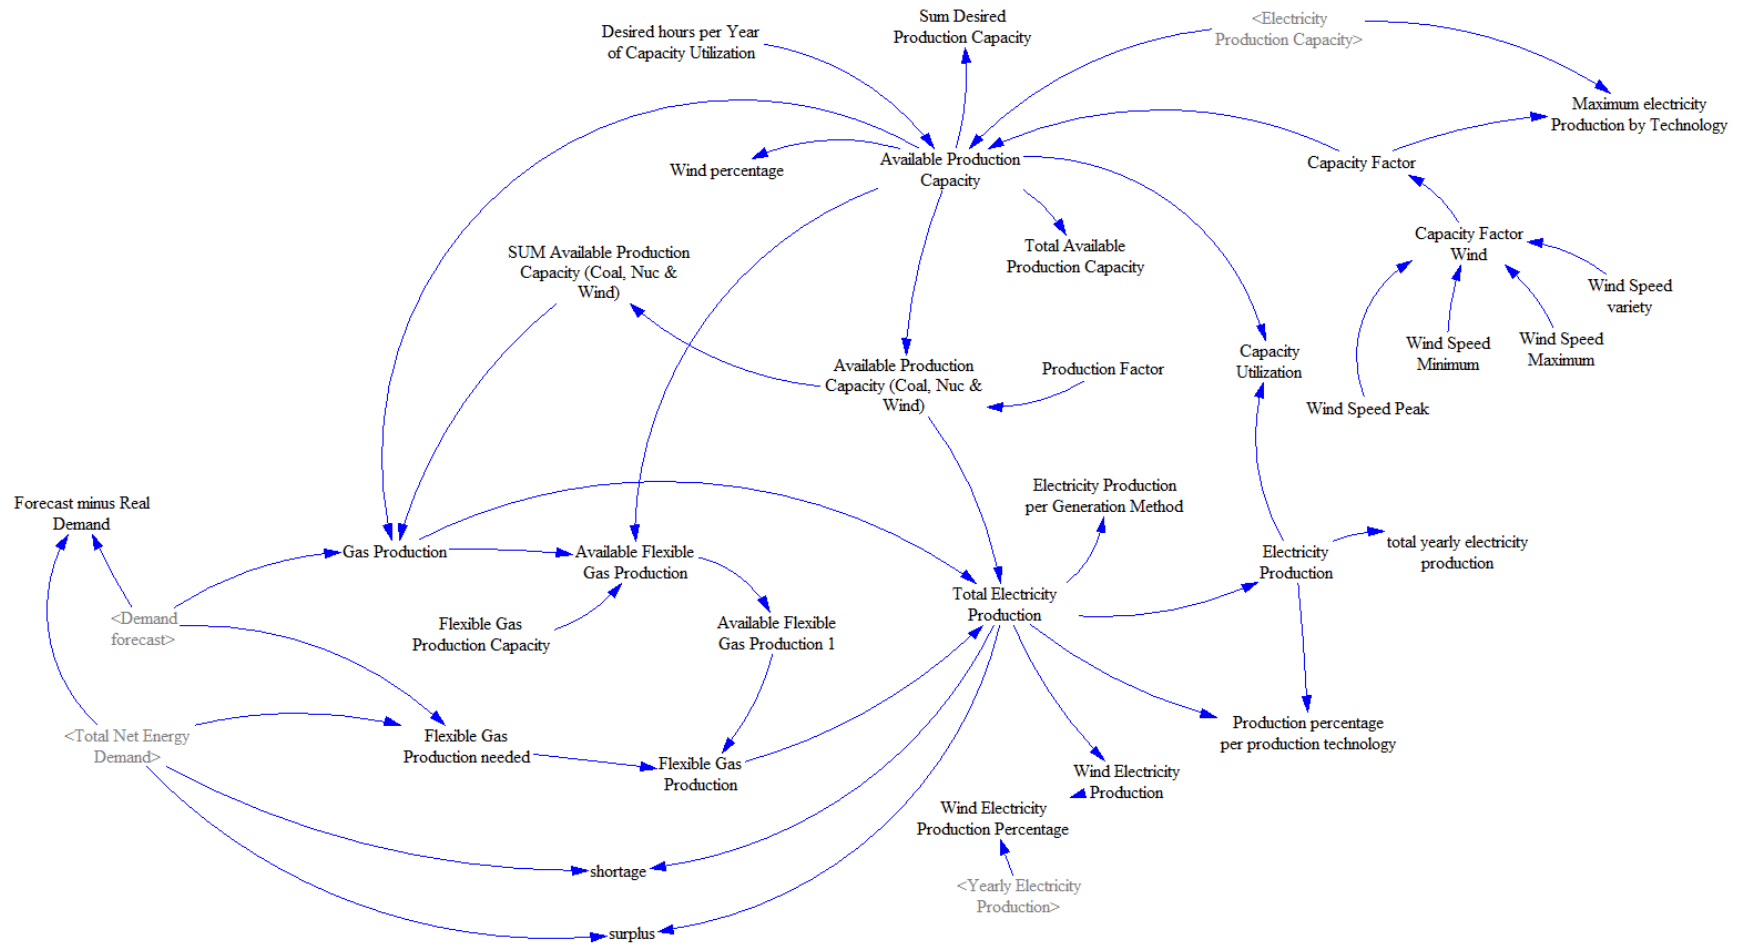 Desired hours per Year
of Capacity Utilization
Sum Desired
Production Capacity
<Electricity
Production Capacity>
Maximum electricity
Production by Technology
Wind percentage
Available Production
Capacity
Capacity Factor
SUM Available Production
Capacity (Coal, Nuc &
Wind)
Total Available
Production Capacity
Capacity Factor
Wind
Wind Speed
variety
Wind Speed
Minimum
Wind Speed
Maximum
Capacity
Utilization
Available Production
Capacity (Coal, Nuc &
Wind)
Production Factor
Wind Speed Peak
Forecast minus Real
Demand
Electricity Production
per Generation Method
Gas Production
Available Flexible
Gas Production
Electricity
Production
total yearly electricity
production
Total Electricity
Production
<Demand
forecast>
Flexible Gas
Production Capacity
Available Flexible
Gas Production 1
<Total Net Energy
Demand>
Flexible Gas
Production needed
Flexible Gas
Production
Production percentage
per production technology
Wind Electricity
Production
Wind Electricity
Production Percentage
shortage
<Yearly Electricity
Production>
surplus